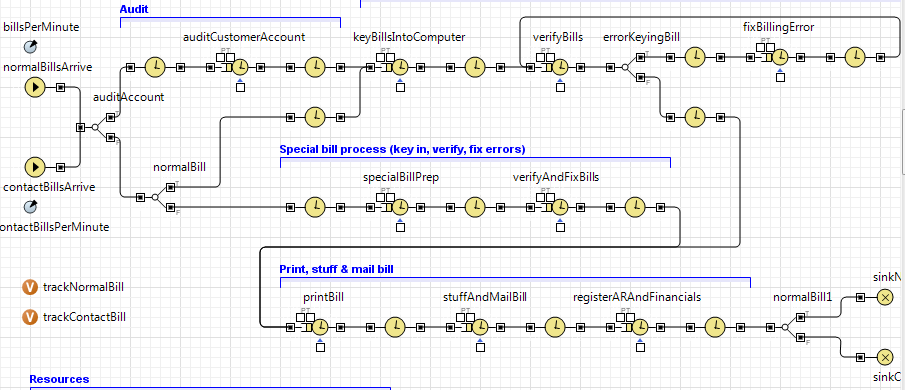 Audit
billsPerMinute
auditCustomerAccount
keyBillsIntoComputer
verifyBills
errorKeyingBill
fixBillingError
normalBillsArrive
auditAccount
normalBill
contactBillsArrive
ontactBillsPerMinute
Special bill process (key in, verify, fix errors)
specialBillPrep
verifyAndFixBills
Print, stuff & mail bill
printBill
stuffAndMailBill
registerARAndFinancials
normalBill1
sinkN
sinkC
V trackNormalBill
V trackContactBill
Resources